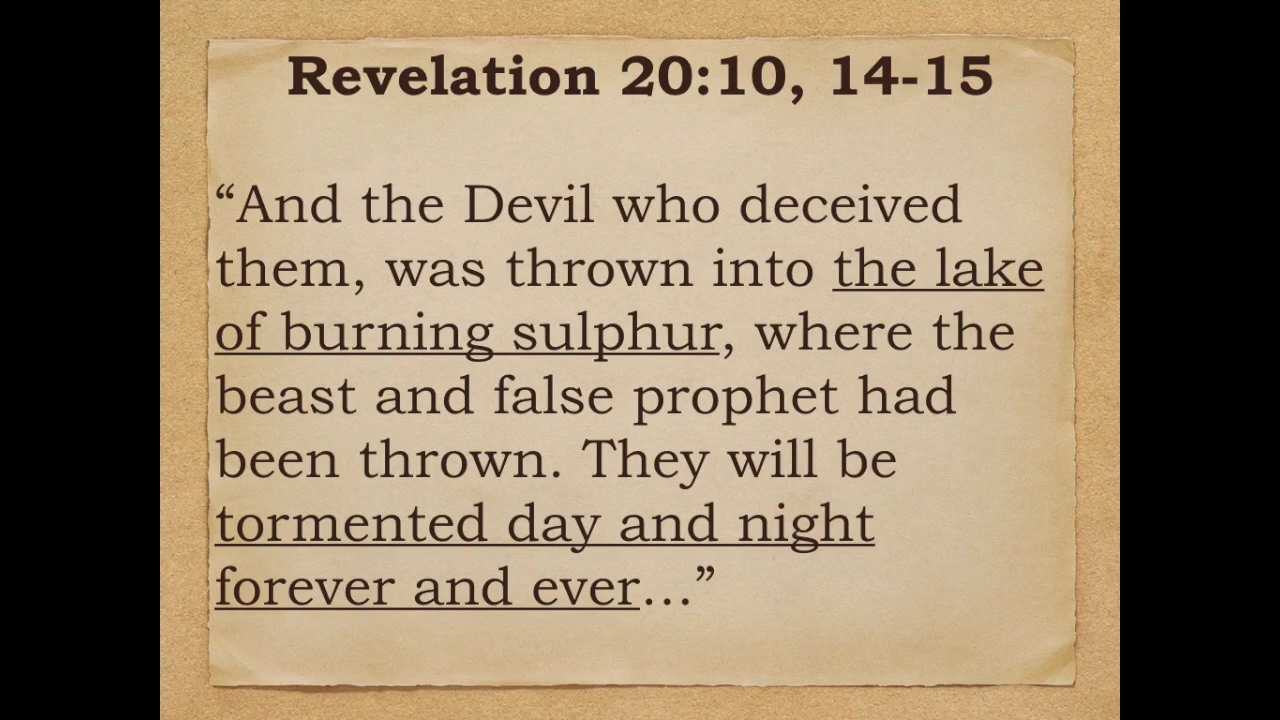 Revelation 20:10, 14-15
“And the Devil who deceived
them, was thrown into the lake
of burning sulphur, where the
beast and false prophet had
been thrown. They will be
tormented day and night
forever and ever…”